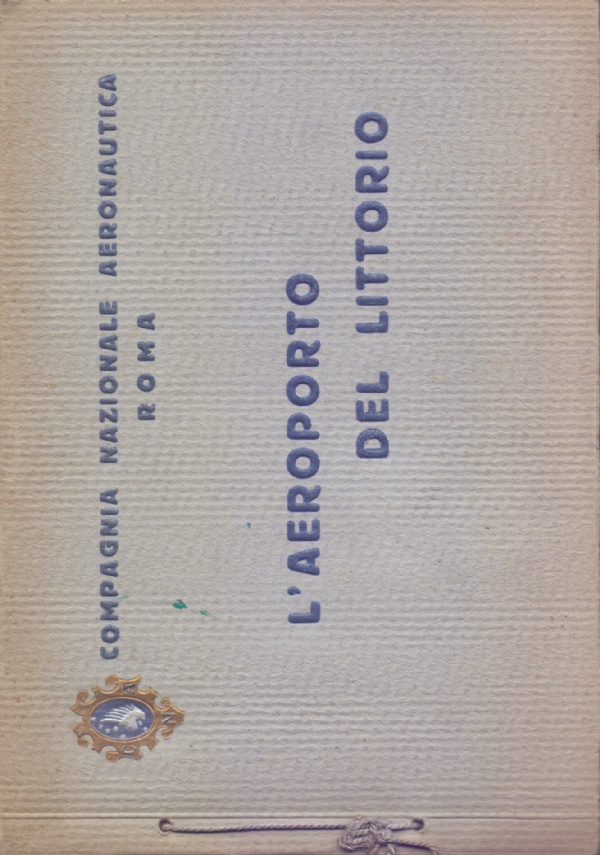 COMPAGNIA NAZIONALE AERONAUTICA
ROMA
L'AEROPORTO
DEL LITTORIO